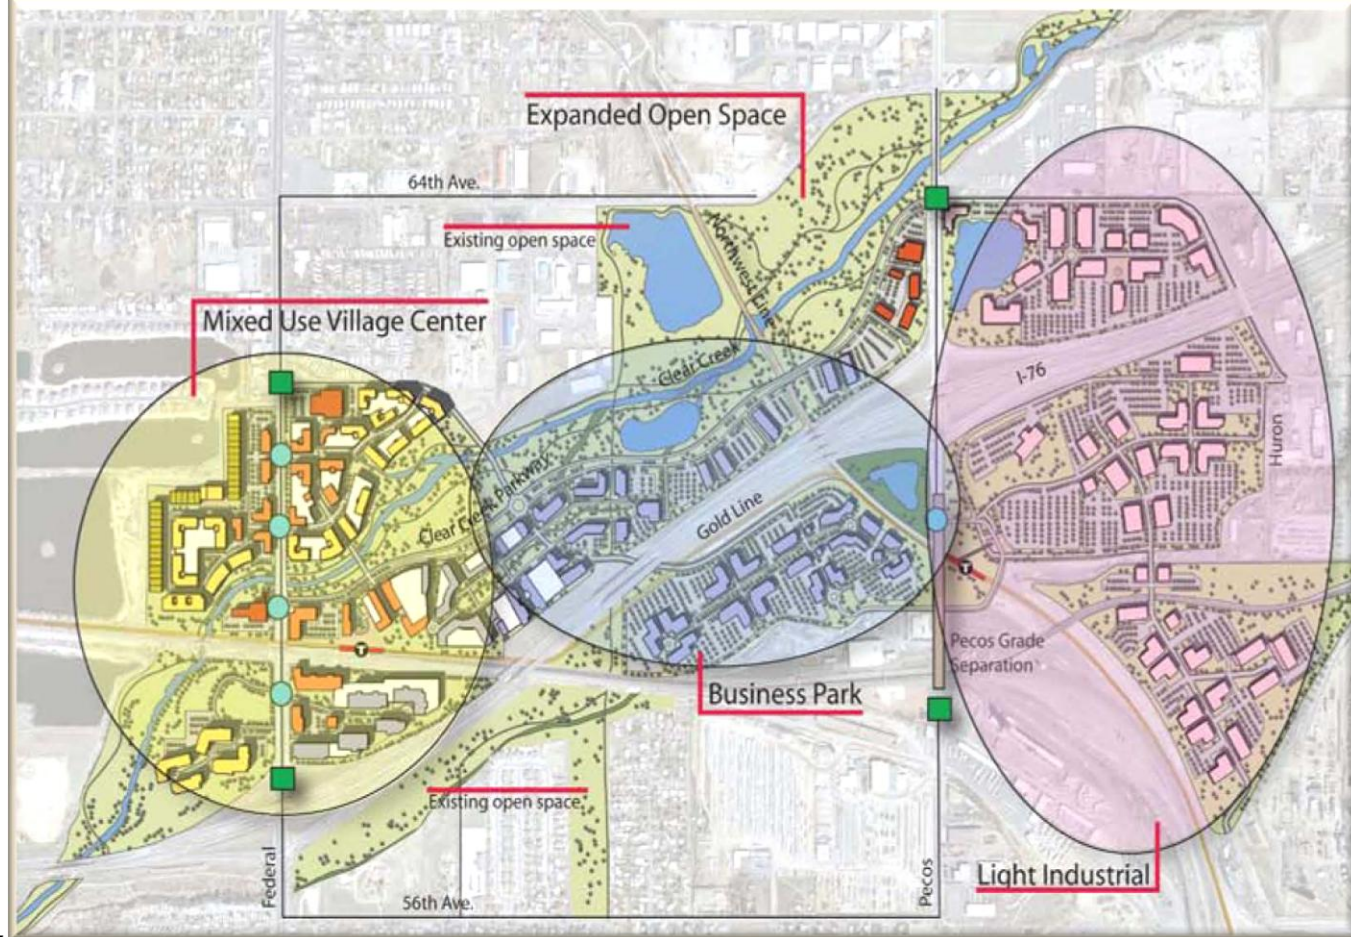 Expanded Open Space
64th Ave.
Existing open space
Northwest Line
Mixed Use Village Center
Clear Creek
I-76
Huron
Clear Creek Parkway
Gold Line
T
Pecos Grade
Separation
T
Business Park
Existing open space
Federal
Pecos
Light Industrial
56th Ave.